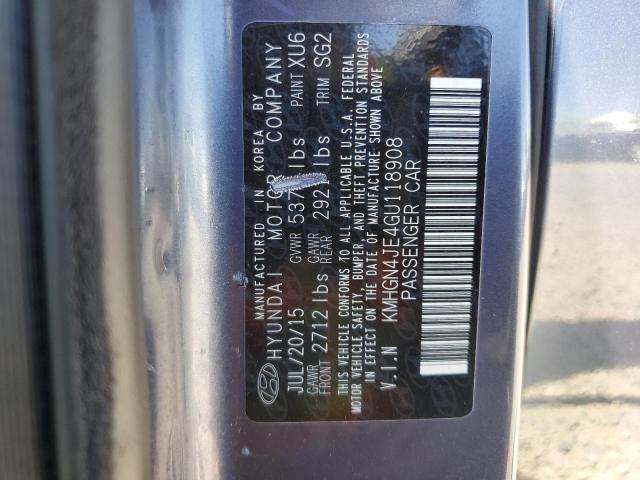 MANUFACTURED IN KOREA BY
HYUNDAI MOTOR COMPANY
JUL/20/15 GVWR 537 lbs PAINT XU6
GAWR FRONT 2712 lbs GAWR REAR 292 lbs TRIM SG2
THIS VEHICLE CONFORMS TO ALL APPLICABLE U.S.A. FEDERAL
MOTOR VEHICLE SAFETY, BUMPER, AND THEFT PREVENTION STANDARDS
IN EFFECT ON THE DATE OF MANUFACTURE SHOWN ABOVE
V.I.N KMHGN4JE4GU118908
PASSENGER CAR